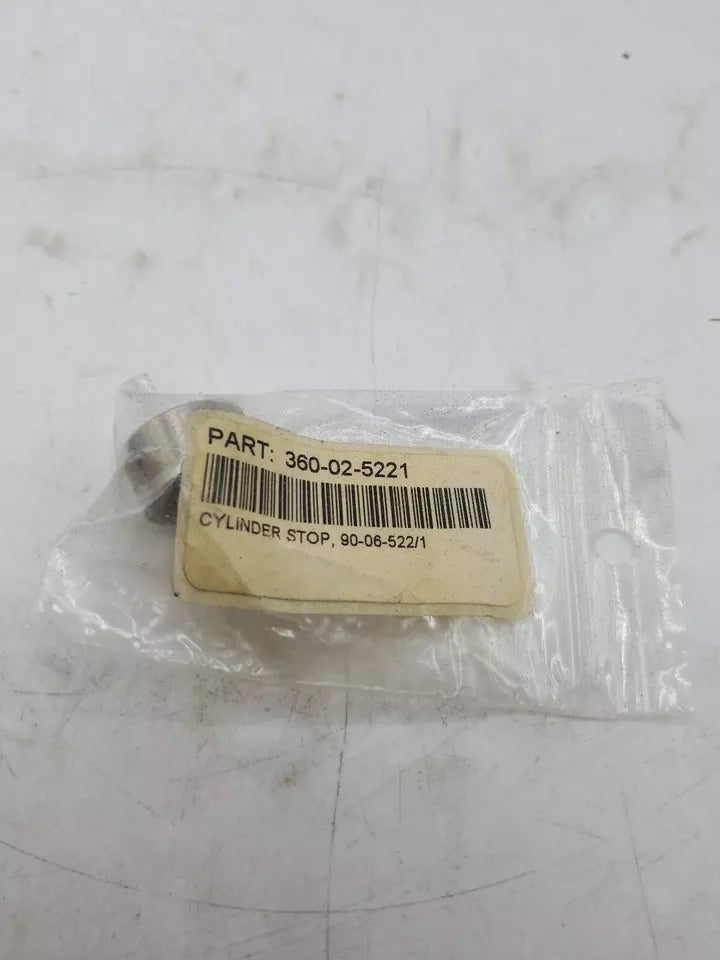 PART: 360-02-5221
CYLINDER STOP, 90-06-522/1